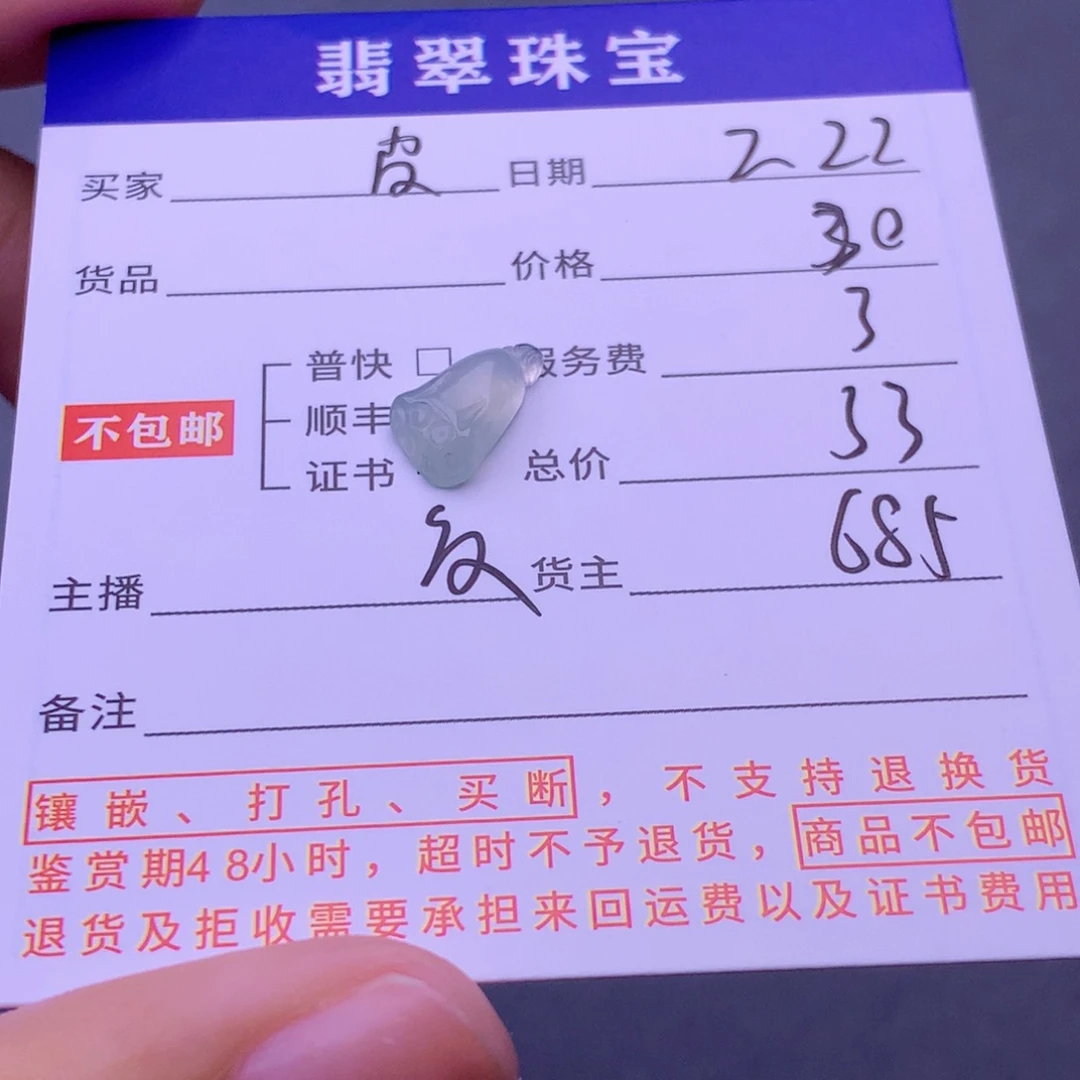 翡翠珠宝
买家 皮 日期 2 22
货品 价格 30
普快 服务费 3
不包邮 顺丰
证书 总价 33
主播 货主 685
备注
镶嵌、打孔、买断，不支持退换货
鉴赏期48小时，超时不予退货，商品不包邮
退货及拒收需要承担来回运费以及证书费用